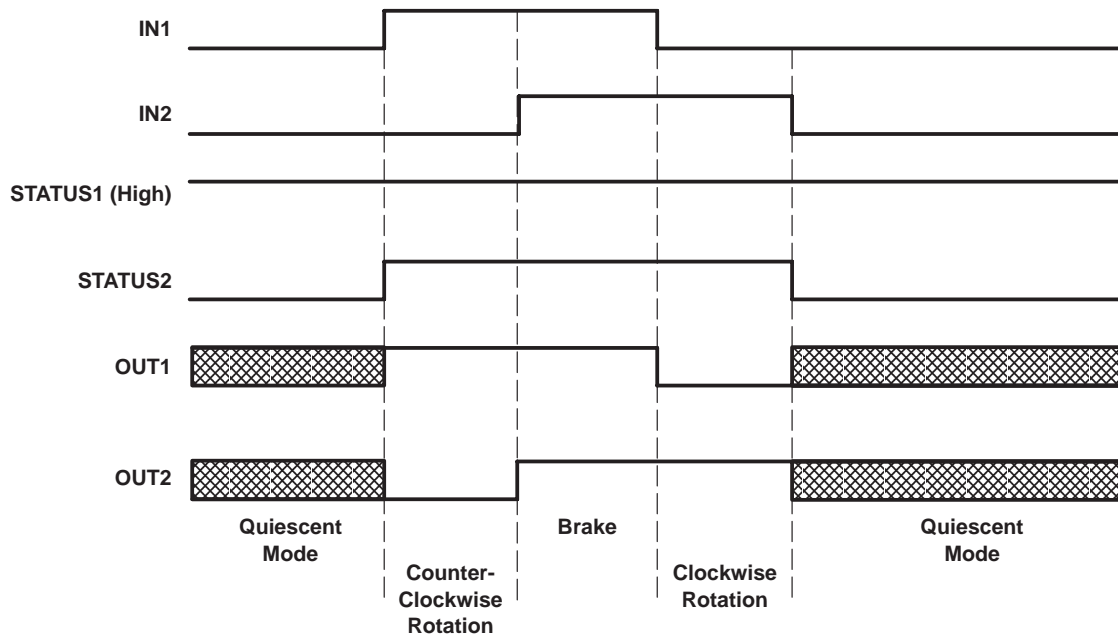 IN1
IN2
STATUS1 (High)
STATUS2
OUT1
OUT2
Quiescent
Mode
Counter-
Clockwise
Rotation
Brake
Clockwise
Rotation
Quiescent
Mode